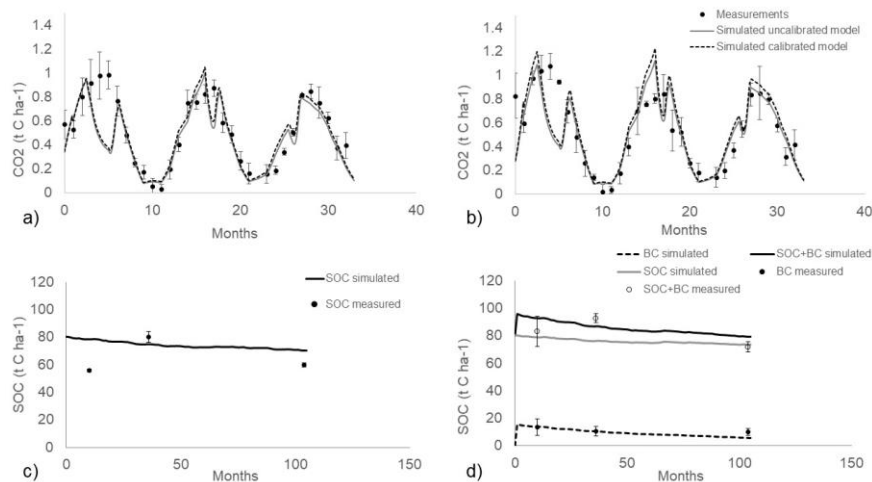 1.4
1.2
1
0.8
0.6
0.4
0.2
0
CO2 (t C ha-1)
0
10
20
30
40
Months
a)
1.4
1.2
1
0.8
0.6
0.4
0.2
0
CO2 (t C ha-1)
0
10
20
30
40
Months
b)
Measurements
Simulated uncalibrated model
Simulated calibrated model
120
100
80
60
40
20
0
SOC (t C ha-1)
0
50
100
150
Months
c)
SOC simulated
SOC measured
120
100
80
60
40
20
0
SOC (t C ha-1)
0
50
100
150
Months
d)
BC simulated
SOC+BC simulated
SOC simulated
BC measured
SOC+BC measured